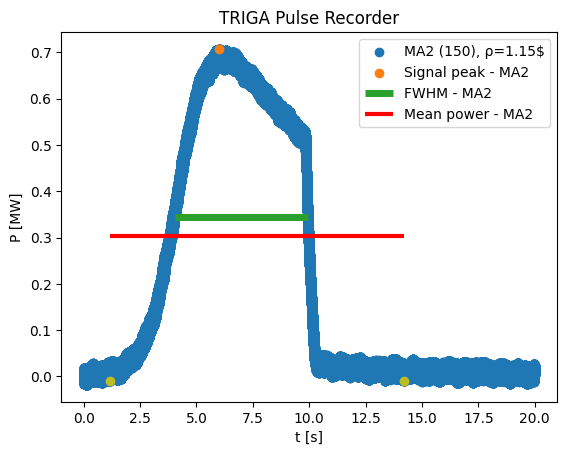 TRIGA Pulse Recorder
MA2 (150), ρ=1.15$
Signal peak - MA2
FWHM - MA2
Mean power - MA2
P [MW]
0.7
0.6
0.5
0.4
0.3
0.2
0.1
0.0
0.0 2.5 5.0 7.5 10.0 12.5 15.0 17.5 20.0
t [s]